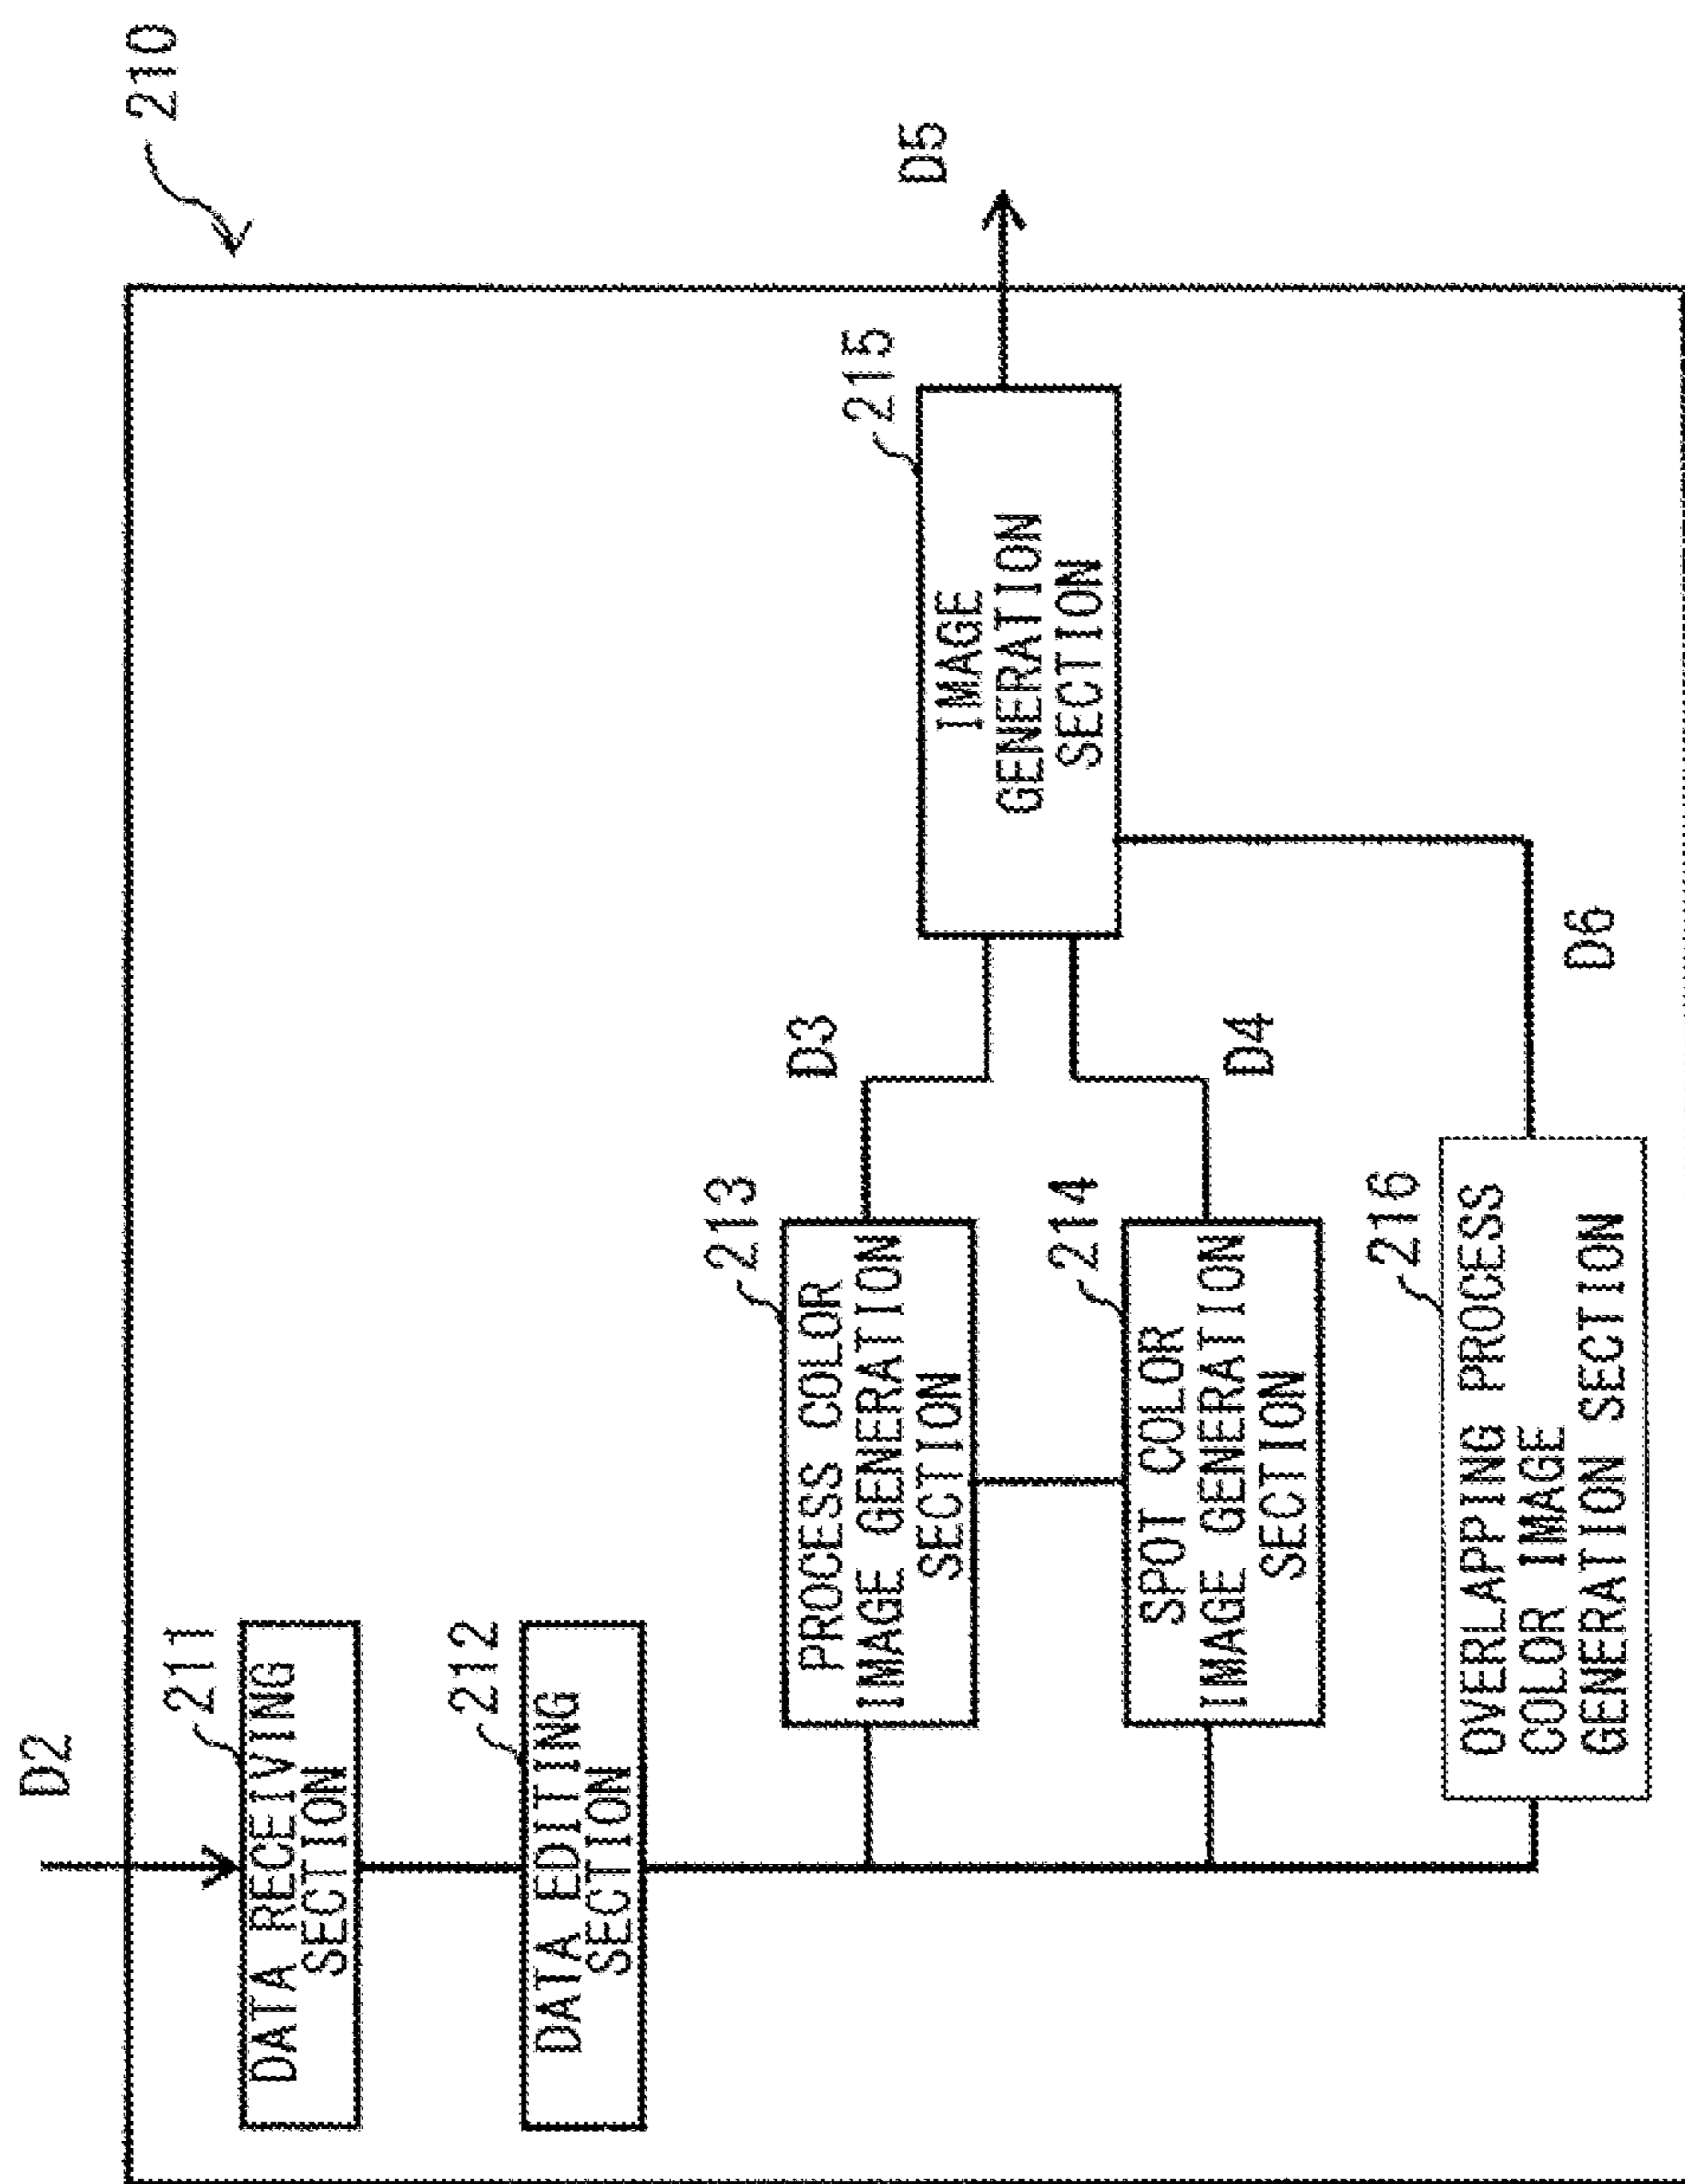 210
D2
211
DATA RECEIVING
SECTION
212
DATA EDITING
SECTION
213
PROCESS COLOR
IMAGE GENERATION
SECTION
D3
214
SPOT COLOR
IMAGE GENERATION
SECTION
D4
215
IMAGE
GENERATION
SECTION
D5
216
OVERLAPPING PROCESS
COLOR IMAGE
GENERATION SECTION
D6